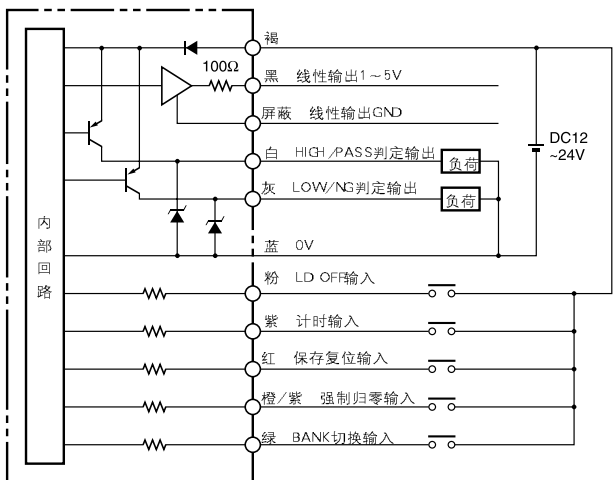 褐
100Ω
黑 线性输出1~5V
屏蔽 线性输出GND
白 HIGH/PASS判定输出
负荷
DC12
~24V
灰 LOW/NG判定输出
负荷
内部回路
蓝 0V
粉 LD OFF输入
紫 计时输入
红 保存复位输入
橙/紫 强制归零输入
绿 BANK切换输入